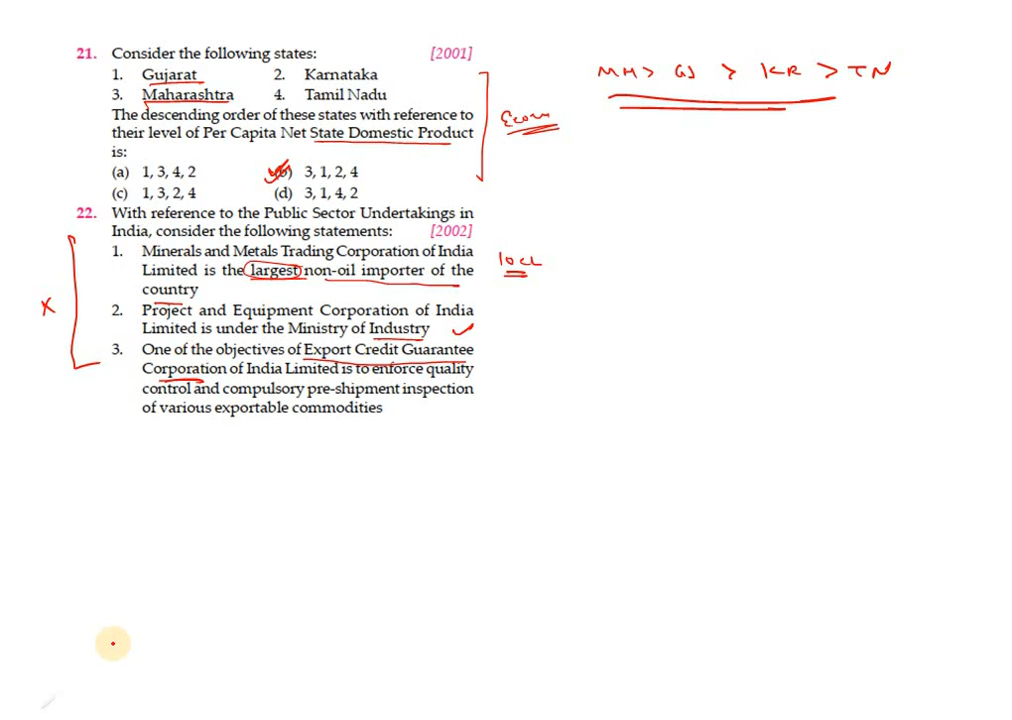 21. Consider the following states: [2001]
1. Gujarat 2. Karnataka
3. Maharashtra 4. Tamil Nadu
The descending order of these states with reference to
their level of Per Capita Net State Domestic Product
is:
(a) 1, 3, 4, 2 (b) 3, 1, 2, 4
(c) 1, 3, 2, 4 (d) 3, 1, 4, 2
MH > GJ > KR > TN
Econ
22. With reference to the Public Sector Undertakings in
India, consider the following statements: [2002]
1. Minerals and Metals Trading Corporation of India
Limited is the largest non-oil importer of the
country
2. Project and Equipment Corporation of India
Limited is under the Ministry of Industry
3. One of the objectives of Export Credit Guarantee
Corporation of India Limited is to enforce quality
control and compulsory pre-shipment inspection
of various exportable commodities
IOCL
X